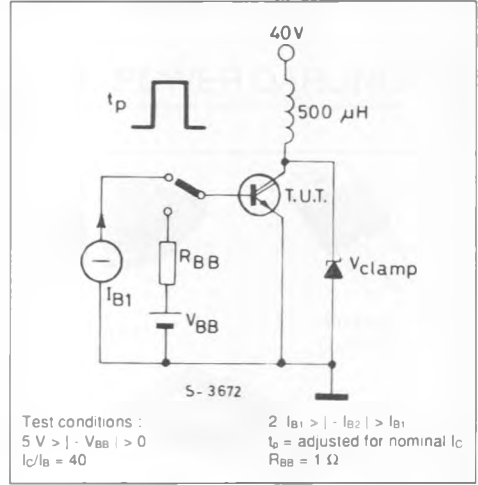 40V
tp
500 µH
T.U.T.
RBB
Vclamp
IB1
VBB
S-3672
Test conditions :
5 V > | - VBB | > 0
IC/IB = 40
2 IB1 > | - IB2 | > IB1
tp = adjusted for nominal IC
RBB = 1 Ω